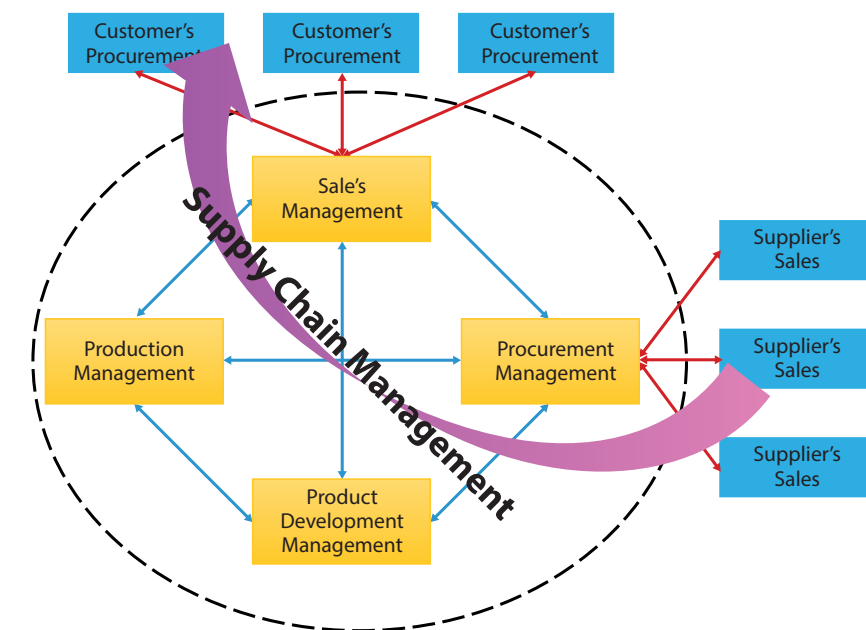 Customer's
Procurement
Customer's
Procurement
Customer's
Procurement
Sale's
Management
Supplier's
Sales
Production
Management
Procurement
Management
Supplier's
Sales
Supplier's
Sales
Product
Development
Management
Supply Chain Management